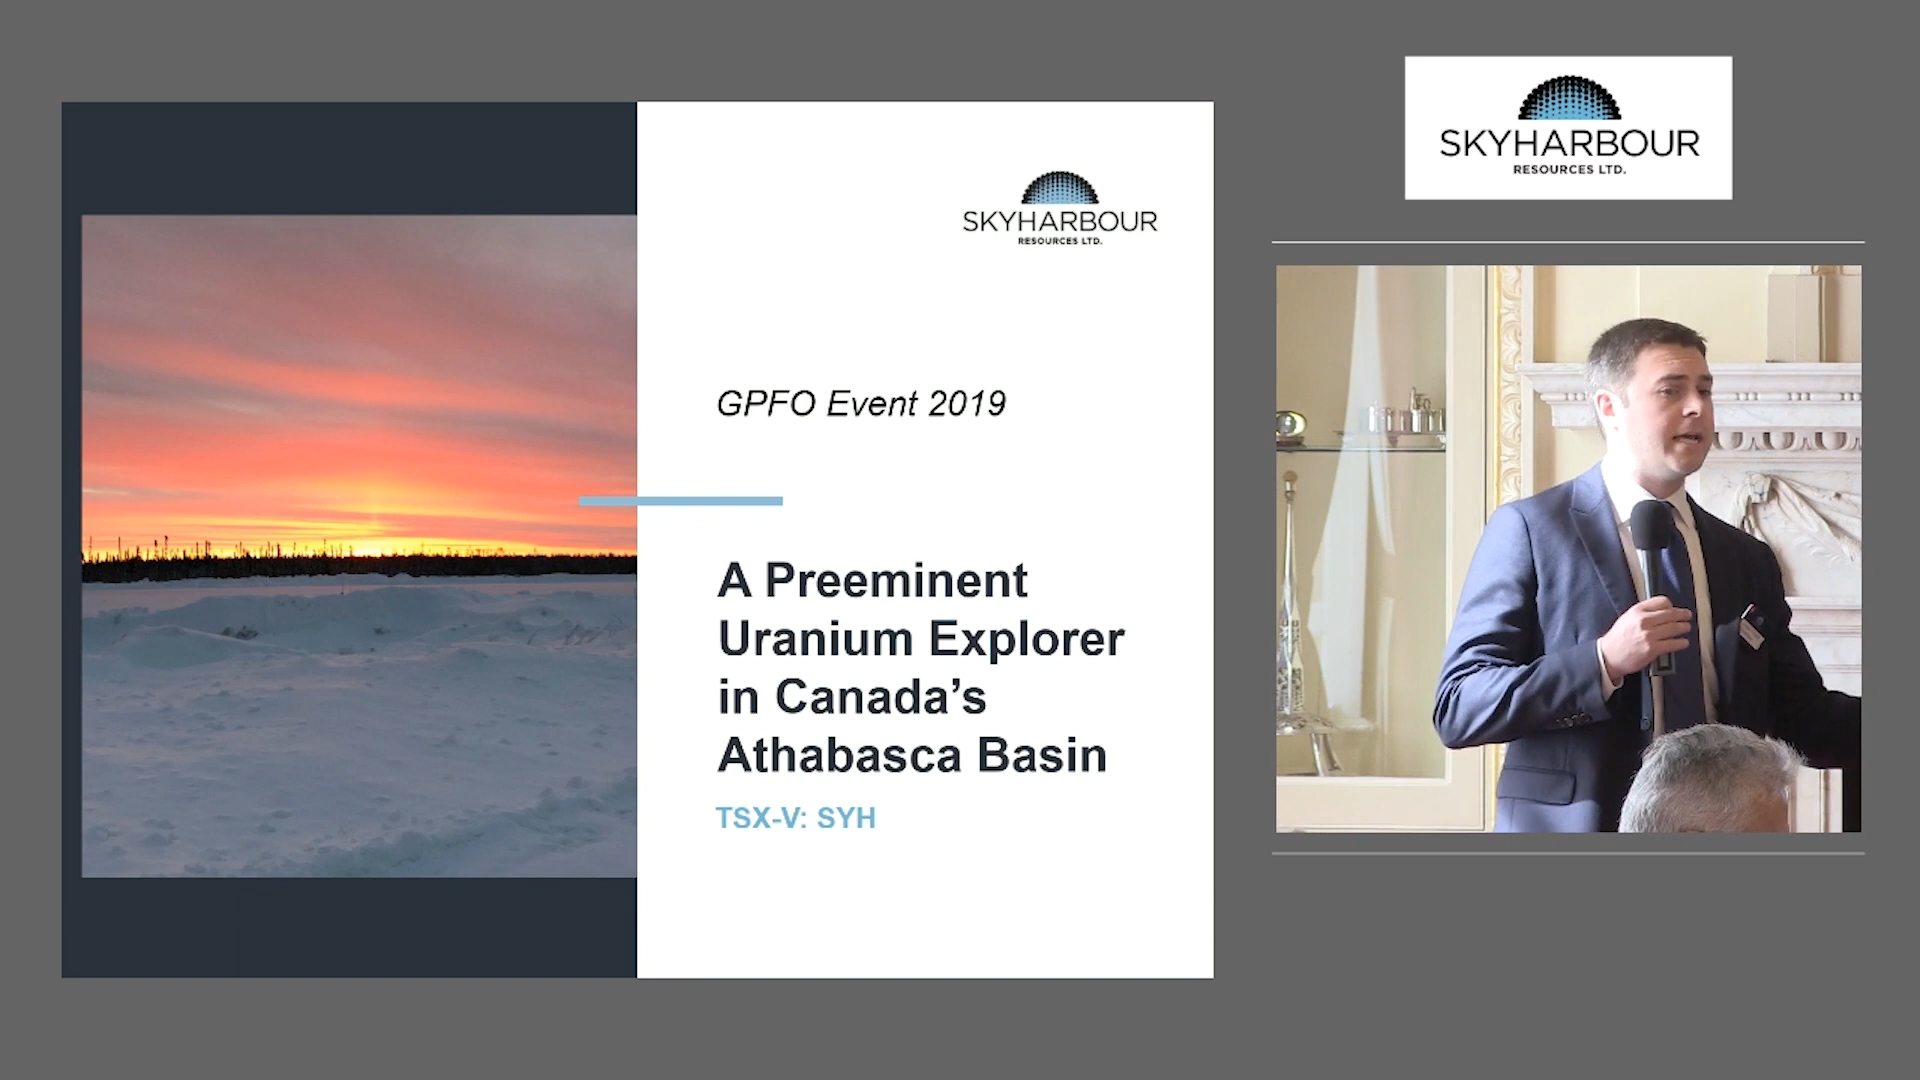 SKYHARBOUR
RESOURCES LTD.
GPFO Event 2019
A Preeminent
Uranium Explorer
in Canada’s
Athabasca Basin
TSX-V: SYH
SKYHARBOUR
RESOURCES LTD.